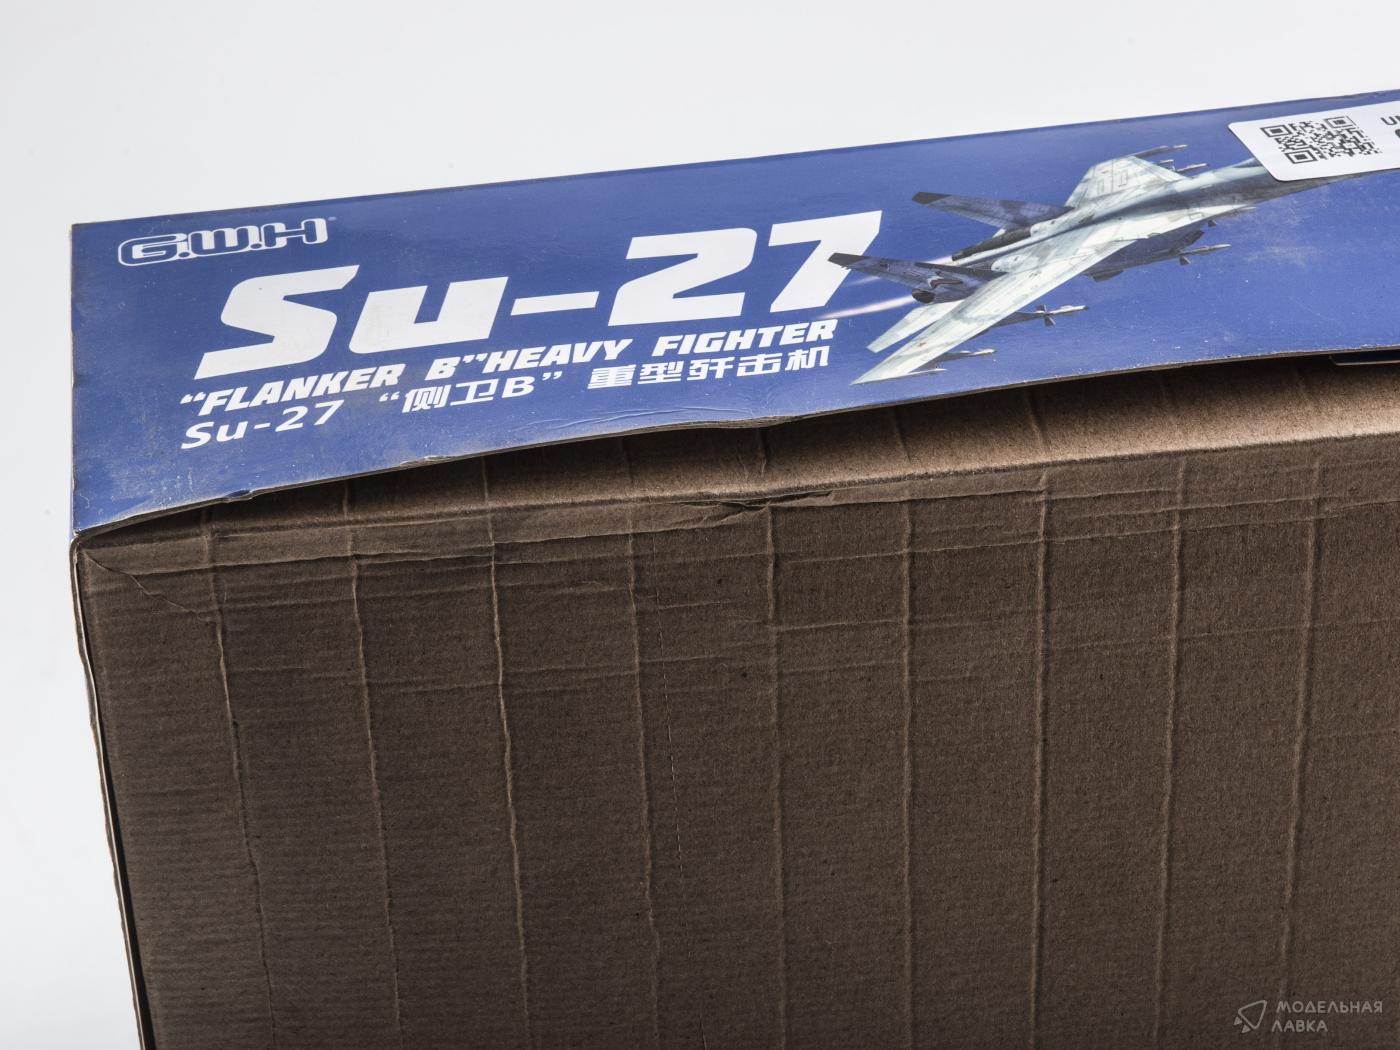 G.W.H
Su-27
“FLANKER B”HEAVY FIGHTER
Su-27 “侧卫B” 重型歼击机
МОДЕЛЬНАЯ
ЛАВКА